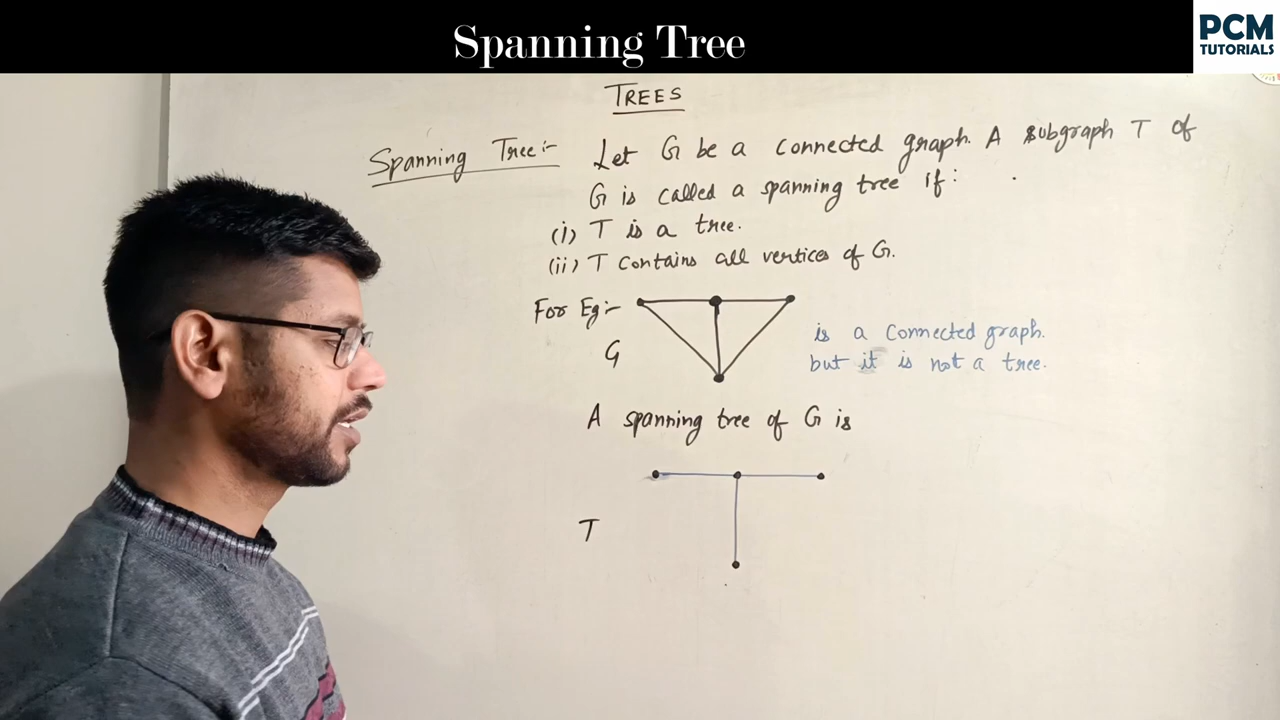 Spanning Tree
PCM
TUTORIALS
TREES
Spanning Tree:- Let G be a connected graph. A subgraph T of
G is called a spanning tree if:
(i) T is a tree.
(ii) T contains all vertices of G.
For Eg:-
G
is a connected graph.
but it is not a tree.
A spanning tree of G is
T